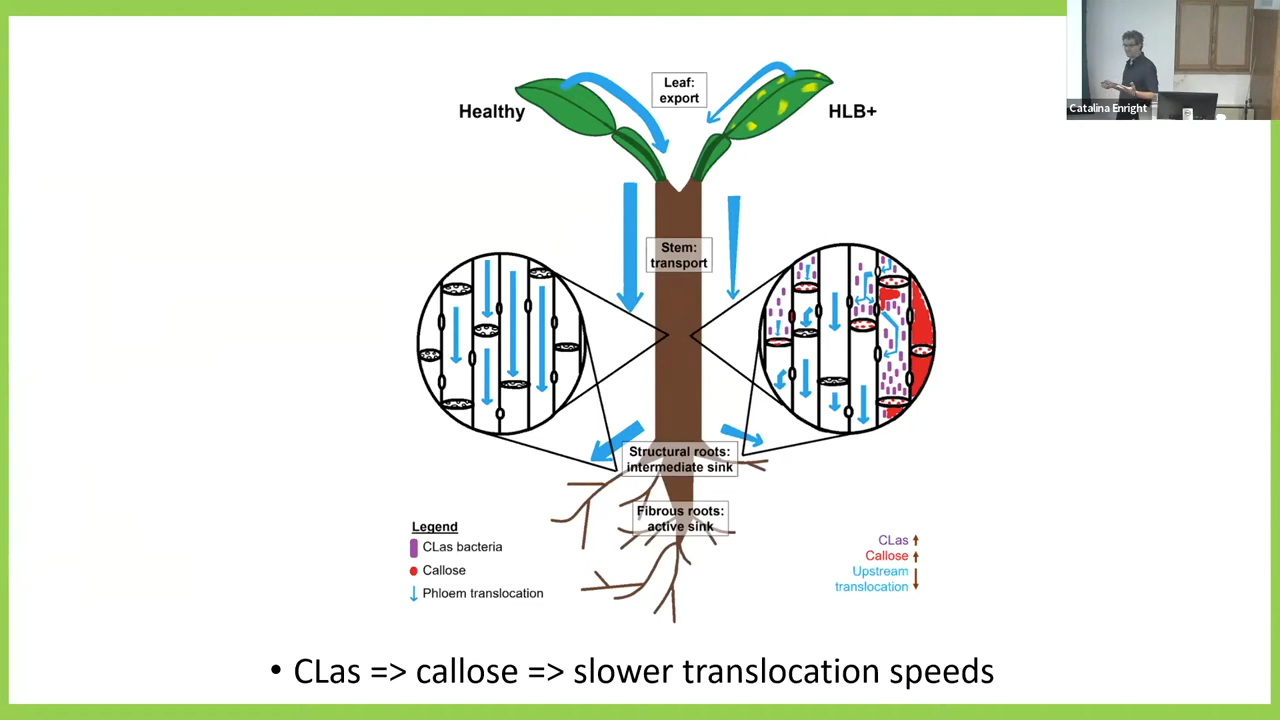 Catalina Enright
Healthy
Leaf:
export
HLB+
Stem:
transport
Structural roots:
intermediate sink
Fibrous roots:
active sink
Legend
CLas bacteria
Callose
Phloem translocation
CLas
Callose
Upstream
translocation
• CLas => callose => slower translocation speeds